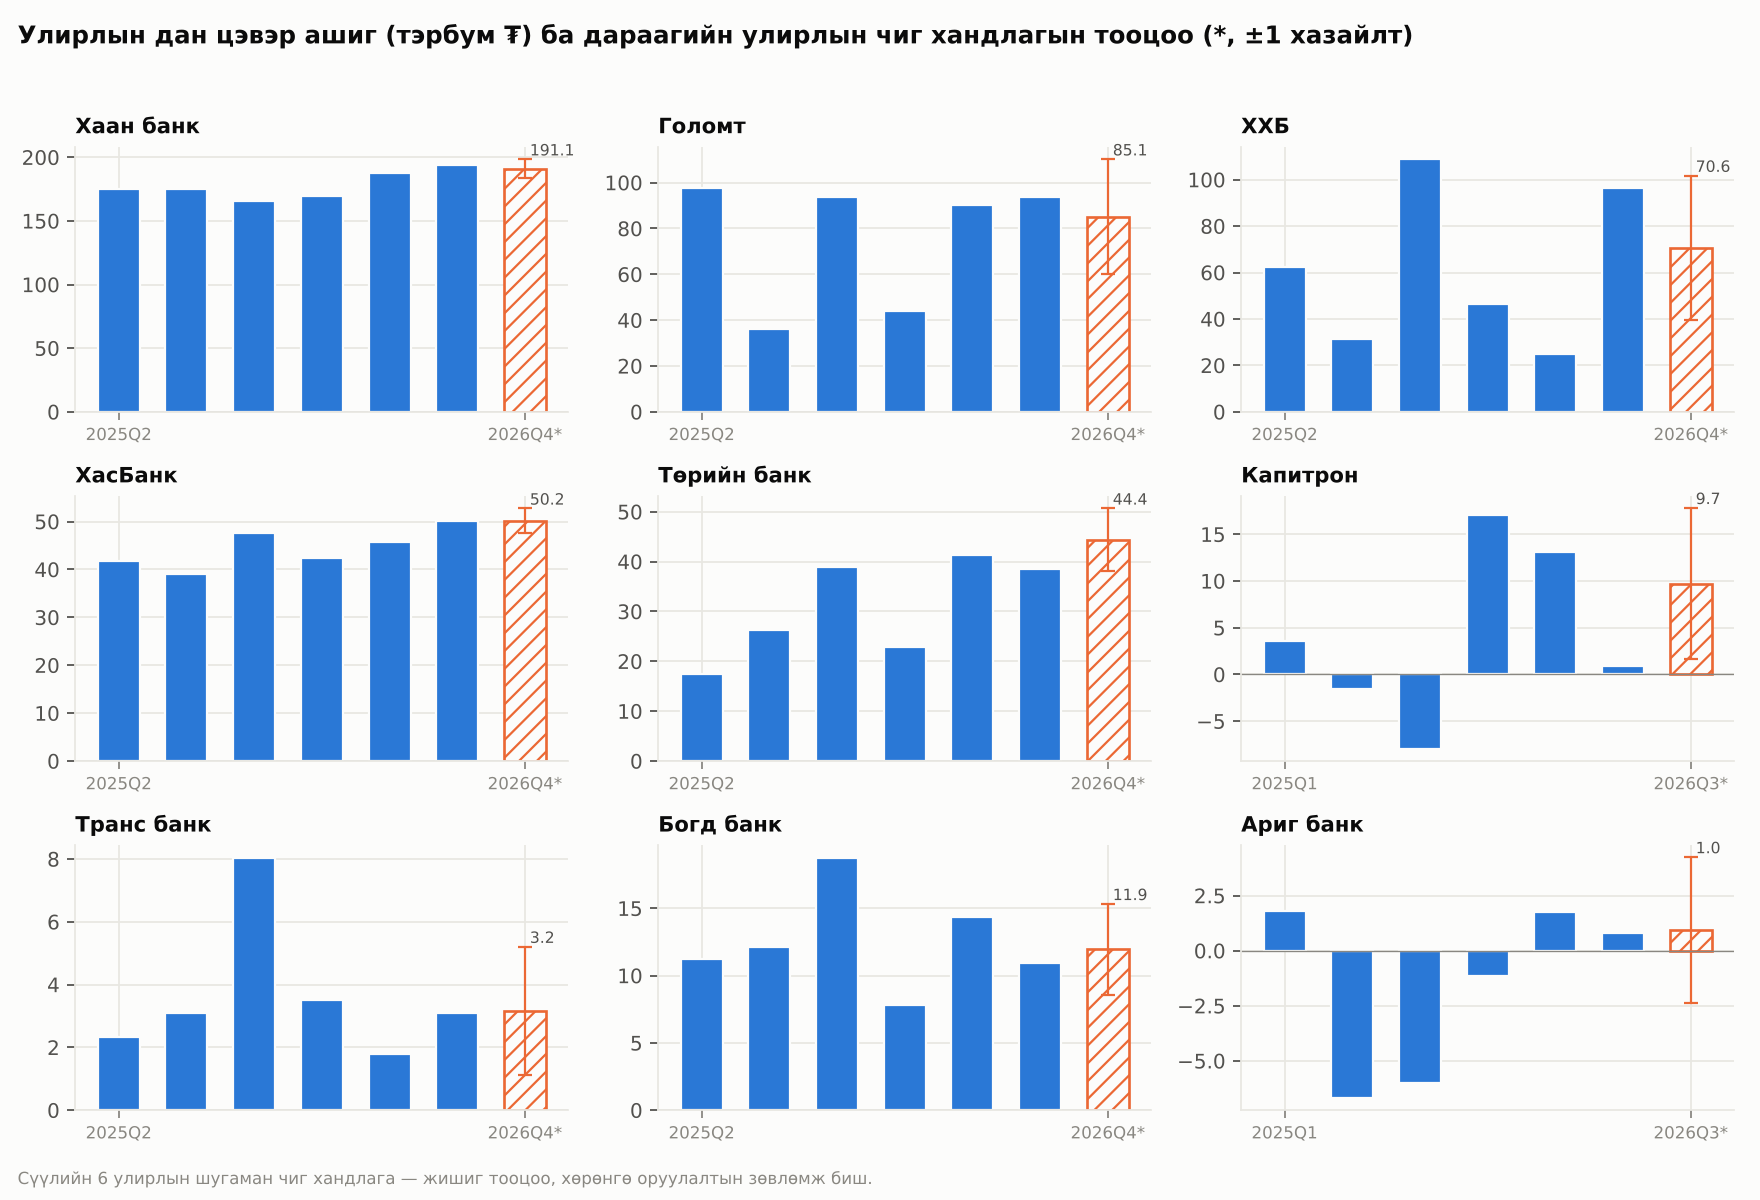 Улирлын дан цэвэр ашиг (тэрбум ₮) ба дараагийн улирлын чиг хандлагын тооцоо (*, ±1 хазайлт)
Хаан банк
200
150
100
50
0
191.1
2025Q2
2026Q4*
Голомт
100
80
60
40
20
0
85.1
2025Q2
2026Q4*
ХХБ
100
80
60
40
20
0
70.6
2025Q2
2026Q4*
ХасБанк
50
40
30
20
10
0
50.2
2025Q2
2026Q4*
Төрийн банк
50
40
30
20
10
0
44.4
2025Q2
2026Q4*
Капитрон
15
10
5
0
−5
9.7
2025Q1
2026Q3*
Транс банк
8
6
4
2
0
3.2
2025Q2
2026Q4*
Богд банк
15
10
5
0
11.9
2025Q2
2026Q4*
Ариг банк
2.5
0.0
−2.5
−5.0
1.0
2025Q1
2026Q3*
Сүүлийн 6 улирлын шугаман чиг хандлага — жишиг тооцоо, хөрөнгө оруулалтын зөвлөмж биш.